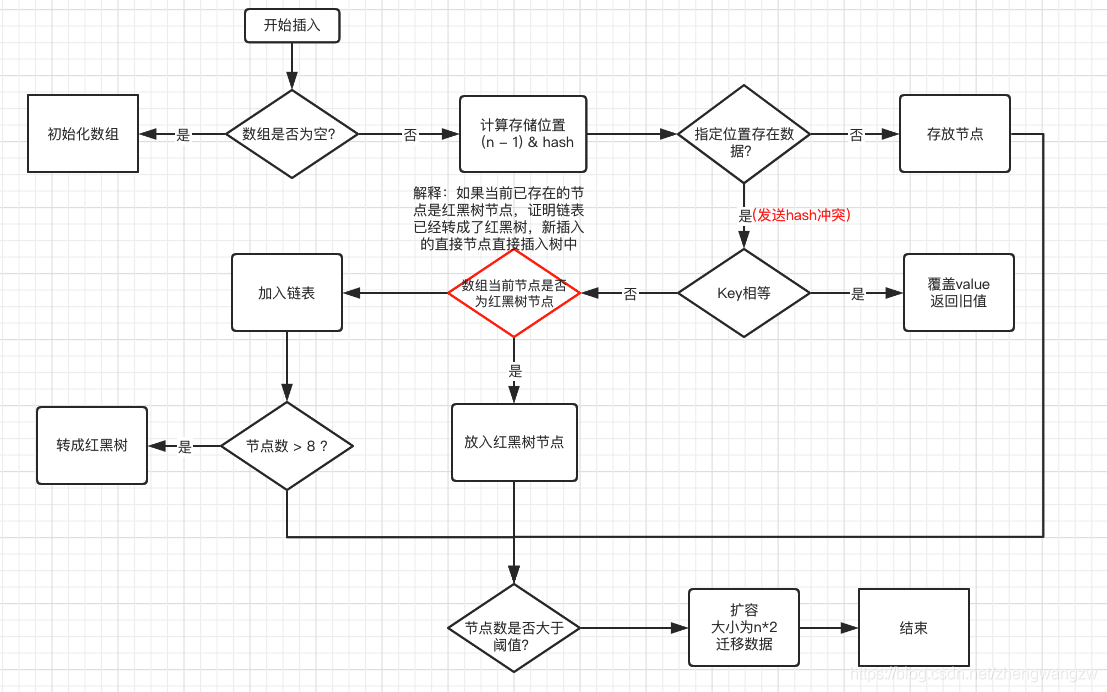 开始插入
数组是否为空?
是
初始化数组
否
计算存储位置
(n – 1) & hash
指定位置存在数
据?
否
存放节点
是(发送hash冲突)
解释：如果当前已存在的节
点是红黑树节点，证明链表
已经转成了红黑树，新插入
的直接节点直接插入树中
Key相等
是
覆盖value
返回旧值
否
数组当前节点是否
为红黑树节点
加入链表
是
放入红黑树节点
节点数 > 8 ?
是
转成红黑树
节点数是否大于
阈值?
扩容
大小为n*2
迁移数据
结束
https://blog.csdn.net/zhengwangzw